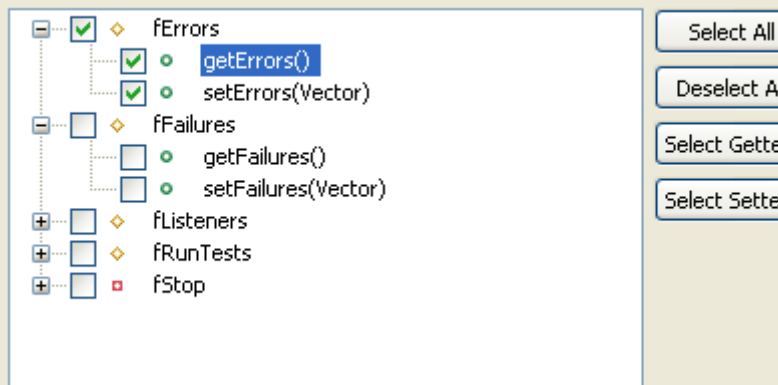 fErrors
Select All
getErrors()
setErrors(Vector)
Deselect A
fFailures
Select Gette
getFailures()
setFailures(Vector)
Select Sette
fListeners
fRunTests
fStop